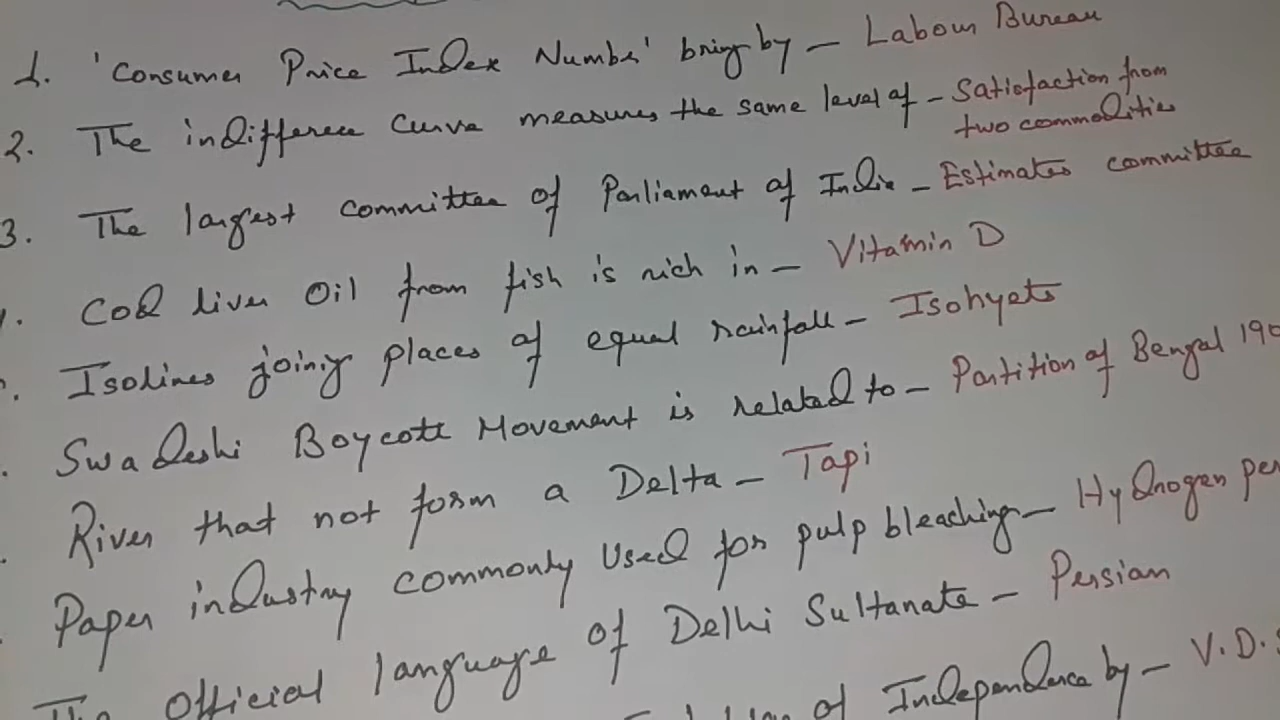 1. 'Consumer Price Index Number' bring by – Labour Bureau
2. The indifference curve measures the same level of – Satisfaction from
two commodities
3. The largest committee of Parliament of India – Estimates committee
Cod liver Oil from fish is rich in – Vitamin D
Isolines joining places of equal rainfall – Isohyets
Swadeshi Boycott Movement is related to – Partition of Bengal 190
River that not form a Delta – Tapi
Paper industry commonly used for pulp bleaching – Hydrogen per
The official language of Delhi Sultanate – Persian
of Independence by – V.D.